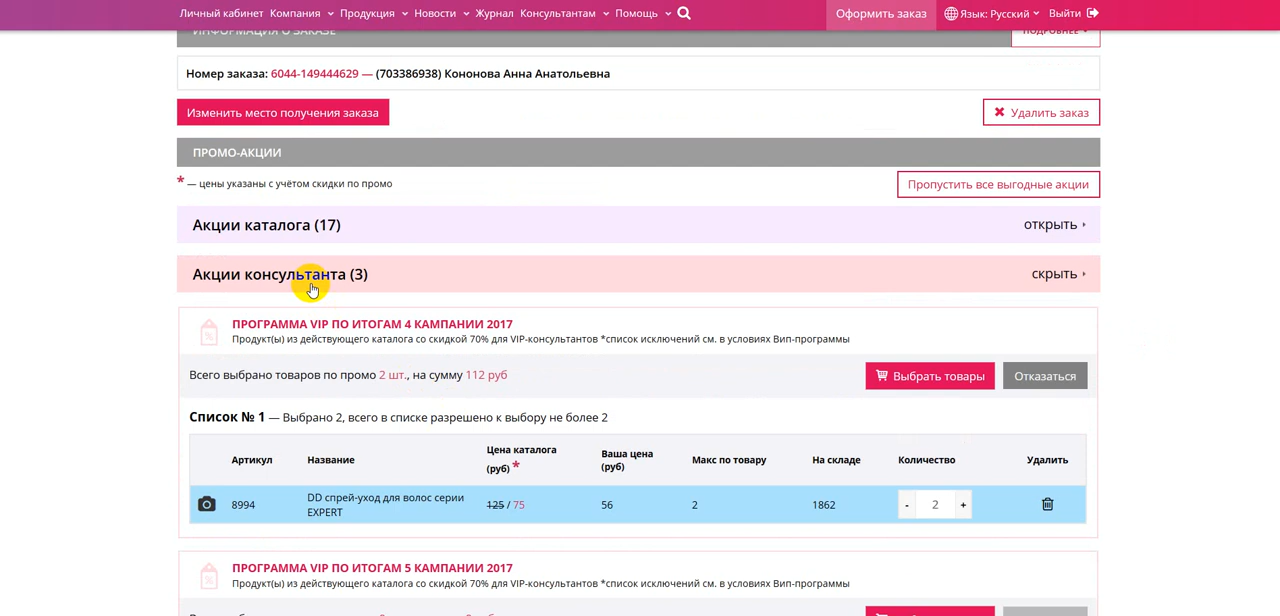 Личный кабинет Компания Продукция Новости Журнал Консультантам Помощь Оформить заказ Язык: Русский Выйти
ИНФОРМАЦИЯ О ЗАКАЗЕ ПОДРОБНЕЕ
Номер заказа: 6044-149444629 — (703386938) Кононова Анна Анатольевна
Изменить место получения заказа ✖ Удалить заказ
ПРОМО-АКЦИИ
* — цены указаны с учётом скидки по промо Пропустить все выгодные акции
Акции каталога (17) открыть
Акции консультанта (3) скрыть
ПРОГРАММА VIP ПО ИТОГАМ 4 КАМПАНИИ 2017
Продукт(ы) из действующего каталога со скидкой 70% для VIP-консультантов *список исключений см. в условиях Вип-программы
Всего выбрано товаров по промо 2 шт., на сумму 112 руб Выбрать товары Отказаться
Список № 1 — Выбрано 2, всего в списке разрешено к выбору не более 2
Артикул Название Цена каталога (руб) * Ваша цена (руб) Макс по товару На складе Количество Удалить
8994 DD спрей-уход для волос серии EXPERT 125 / 75 56 2 1862 - 2 +
ПРОГРАММА VIP ПО ИТОГАМ 5 КАМПАНИИ 2017
Продукт(ы) из действующего каталога со скидкой 70% для VIP-консультантов *список исключений см. в условиях Вип-программы